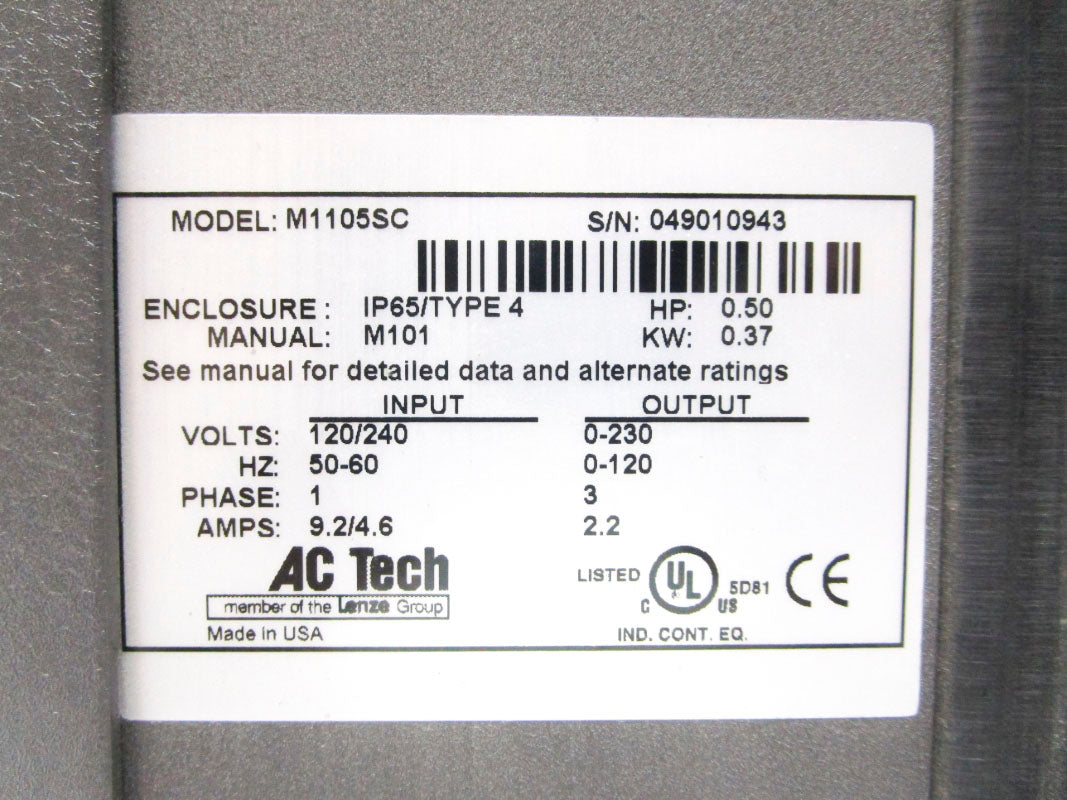 MODEL: M1105SC S/N: 049010943
ENCLOSURE: IP65/TYPE 4 HP: 0.50
MANUAL: M101 KW: 0.37
See manual for detailed data and alternate ratings
INPUT OUTPUT
VOLTS: 120/240 0-230
HZ: 50-60 0-120
PHASE: 1 3
AMPS: 9.2/4.6 2.2
AC Tech
member of the Lenze Group
Made in USA
LISTED UL 5D81 CE
C US
IND. CONT. EQ.